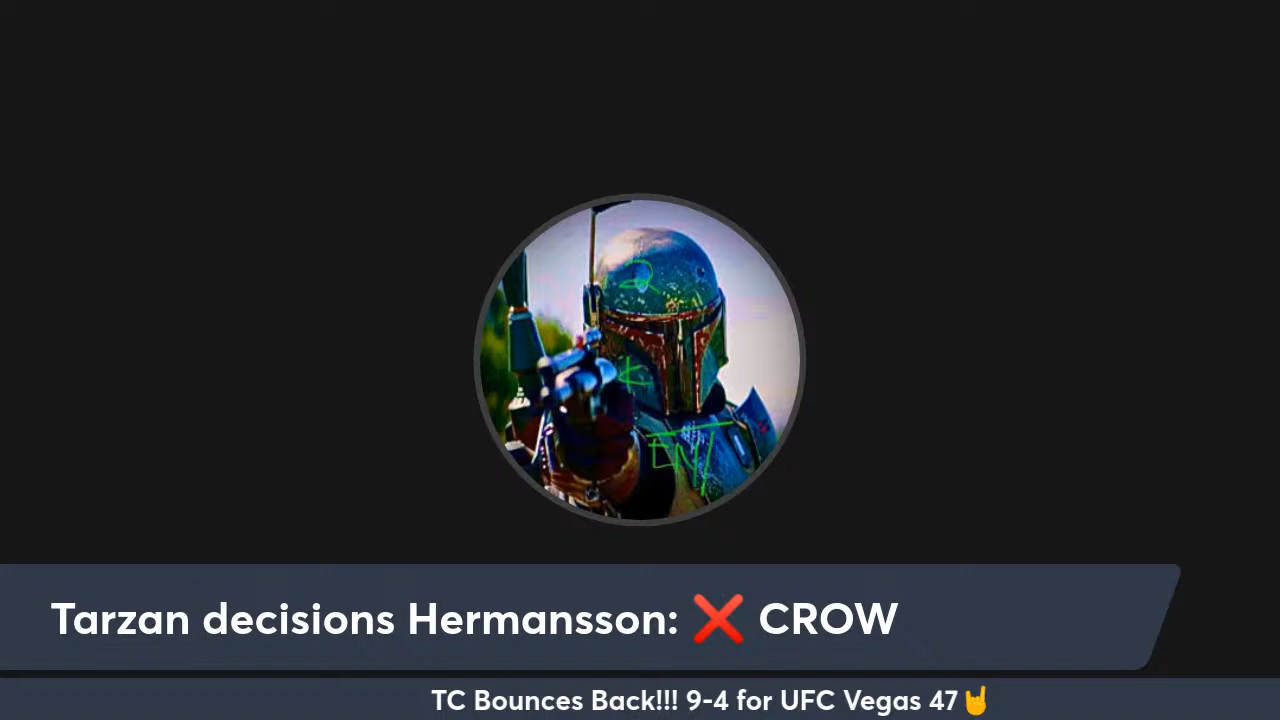 Tarzan decisions Hermansson: ❌ CROW
TC Bounces Back!!! 9-4 for UFC Vegas 47🤘